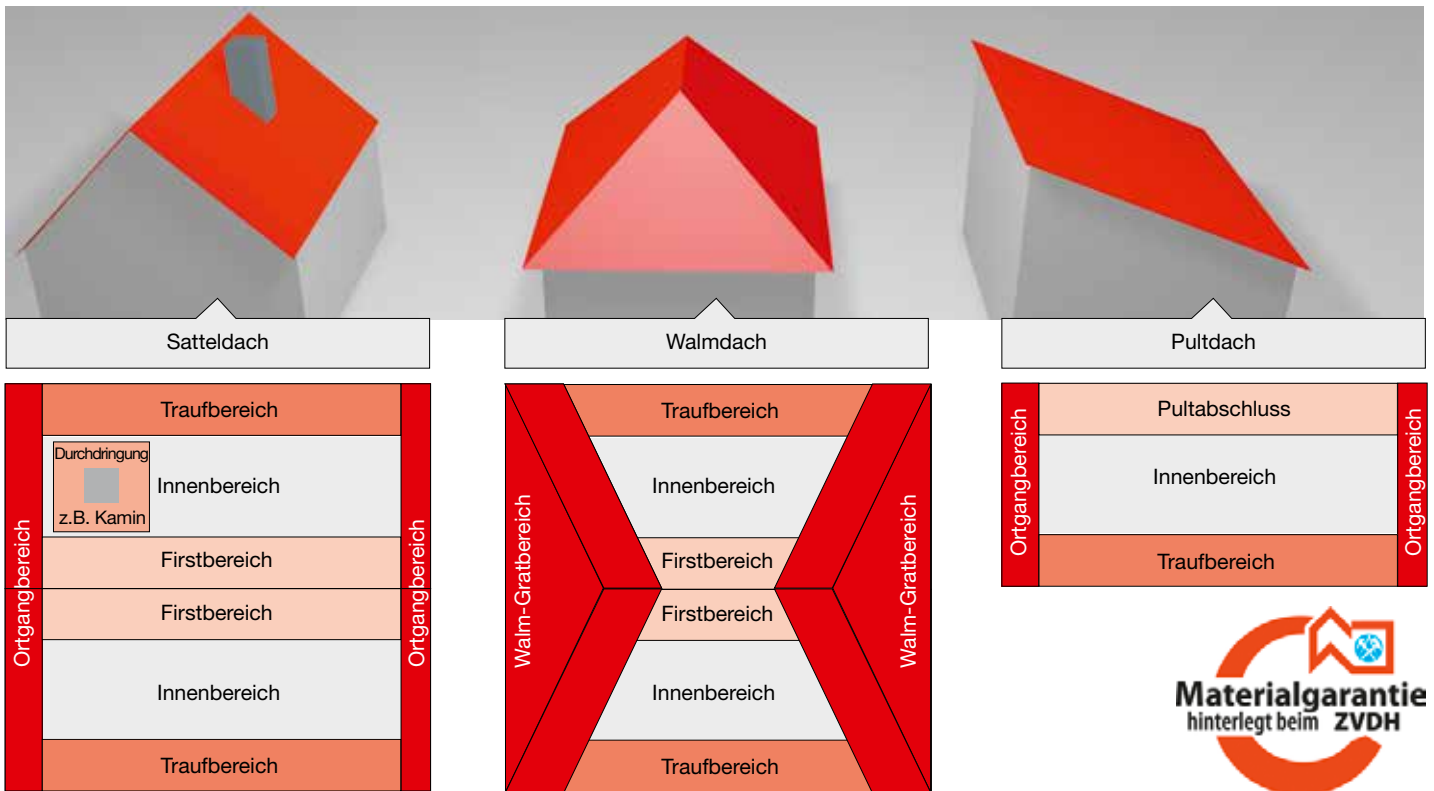 Satteldach
Walmdach
Pultdach
Ortgangbereich
Traufbereich
Durchdringung
z.B. Kamin
Innenbereich
Firstbereich
Firstbereich
Innenbereich
Traufbereich
Ortgangbereich
Walm-Gratbereich
Traufbereich
Innenbereich
Firstbereich
Firstbereich
Innenbereich
Traufbereich
Walm-Gratbereich
Ortgangbereich
Pultabschluss
Innenbereich
Traufbereich
Ortgangbereich
Materialgarantie
hinterlegt beim ZVDH